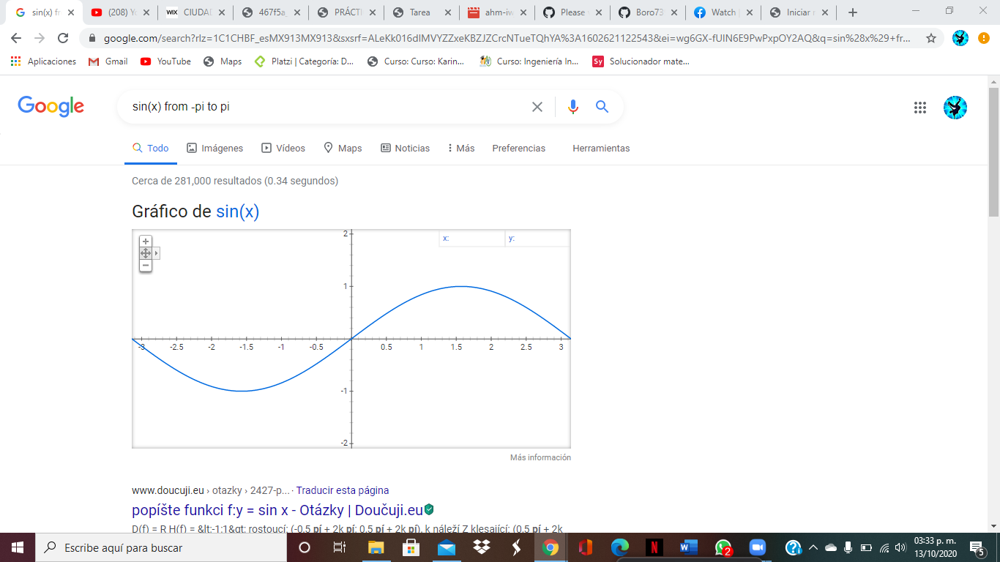 sin(x) fr
(208) Yo
WIX CIUDAD
467f5a
PRÁCTI
Tarea
ahm-iw
Please
Boro73
Watch
Iniciar
google.com/search?rlz=1C1CHBF_esMX913MX913&sxsrf=ALeKk016dIMVYZZxeKBZJZCrcNTueTQhYA%3A1602621122543&ei=wg6GX-fUIN6E9PwPxpOY2AQ&q=sin%28x%29+fr...
Aplicaciones Gmail YouTube Maps Platzi | Categoría: D... Curso: Curso: Karin... Curso: Ingeniería In... Sy Solucionador mate...
Google
sin(x) from -pi to pi
Todo Imágenes Vídeos Maps Noticias Más Preferencias Herramientas
Cerca de 281,000 resultados (0.34 segundos)
Gráfico de sin(x)
x: y:
2
1
-3 -2.5 -2 -1.5 -1 -0.5 0.5 1 1.5 2 2.5 3
-1
-2
Más información
www.doucuji.eu › otazky › 2427-p... · Traducir esta página
popíšte funkci f:y = sin x - Otázky | Doučuji.eu
D(f) = R H(f) = &lt;-1;1&gt; rostoucí: (-0,5 pí + 2k pí; 0,5 pí + 2k pí), k náleží Z klesající: (0,5 pí + 2k
Escribe aquí para buscar
2
03:33 p. m.
13/10/2020
5